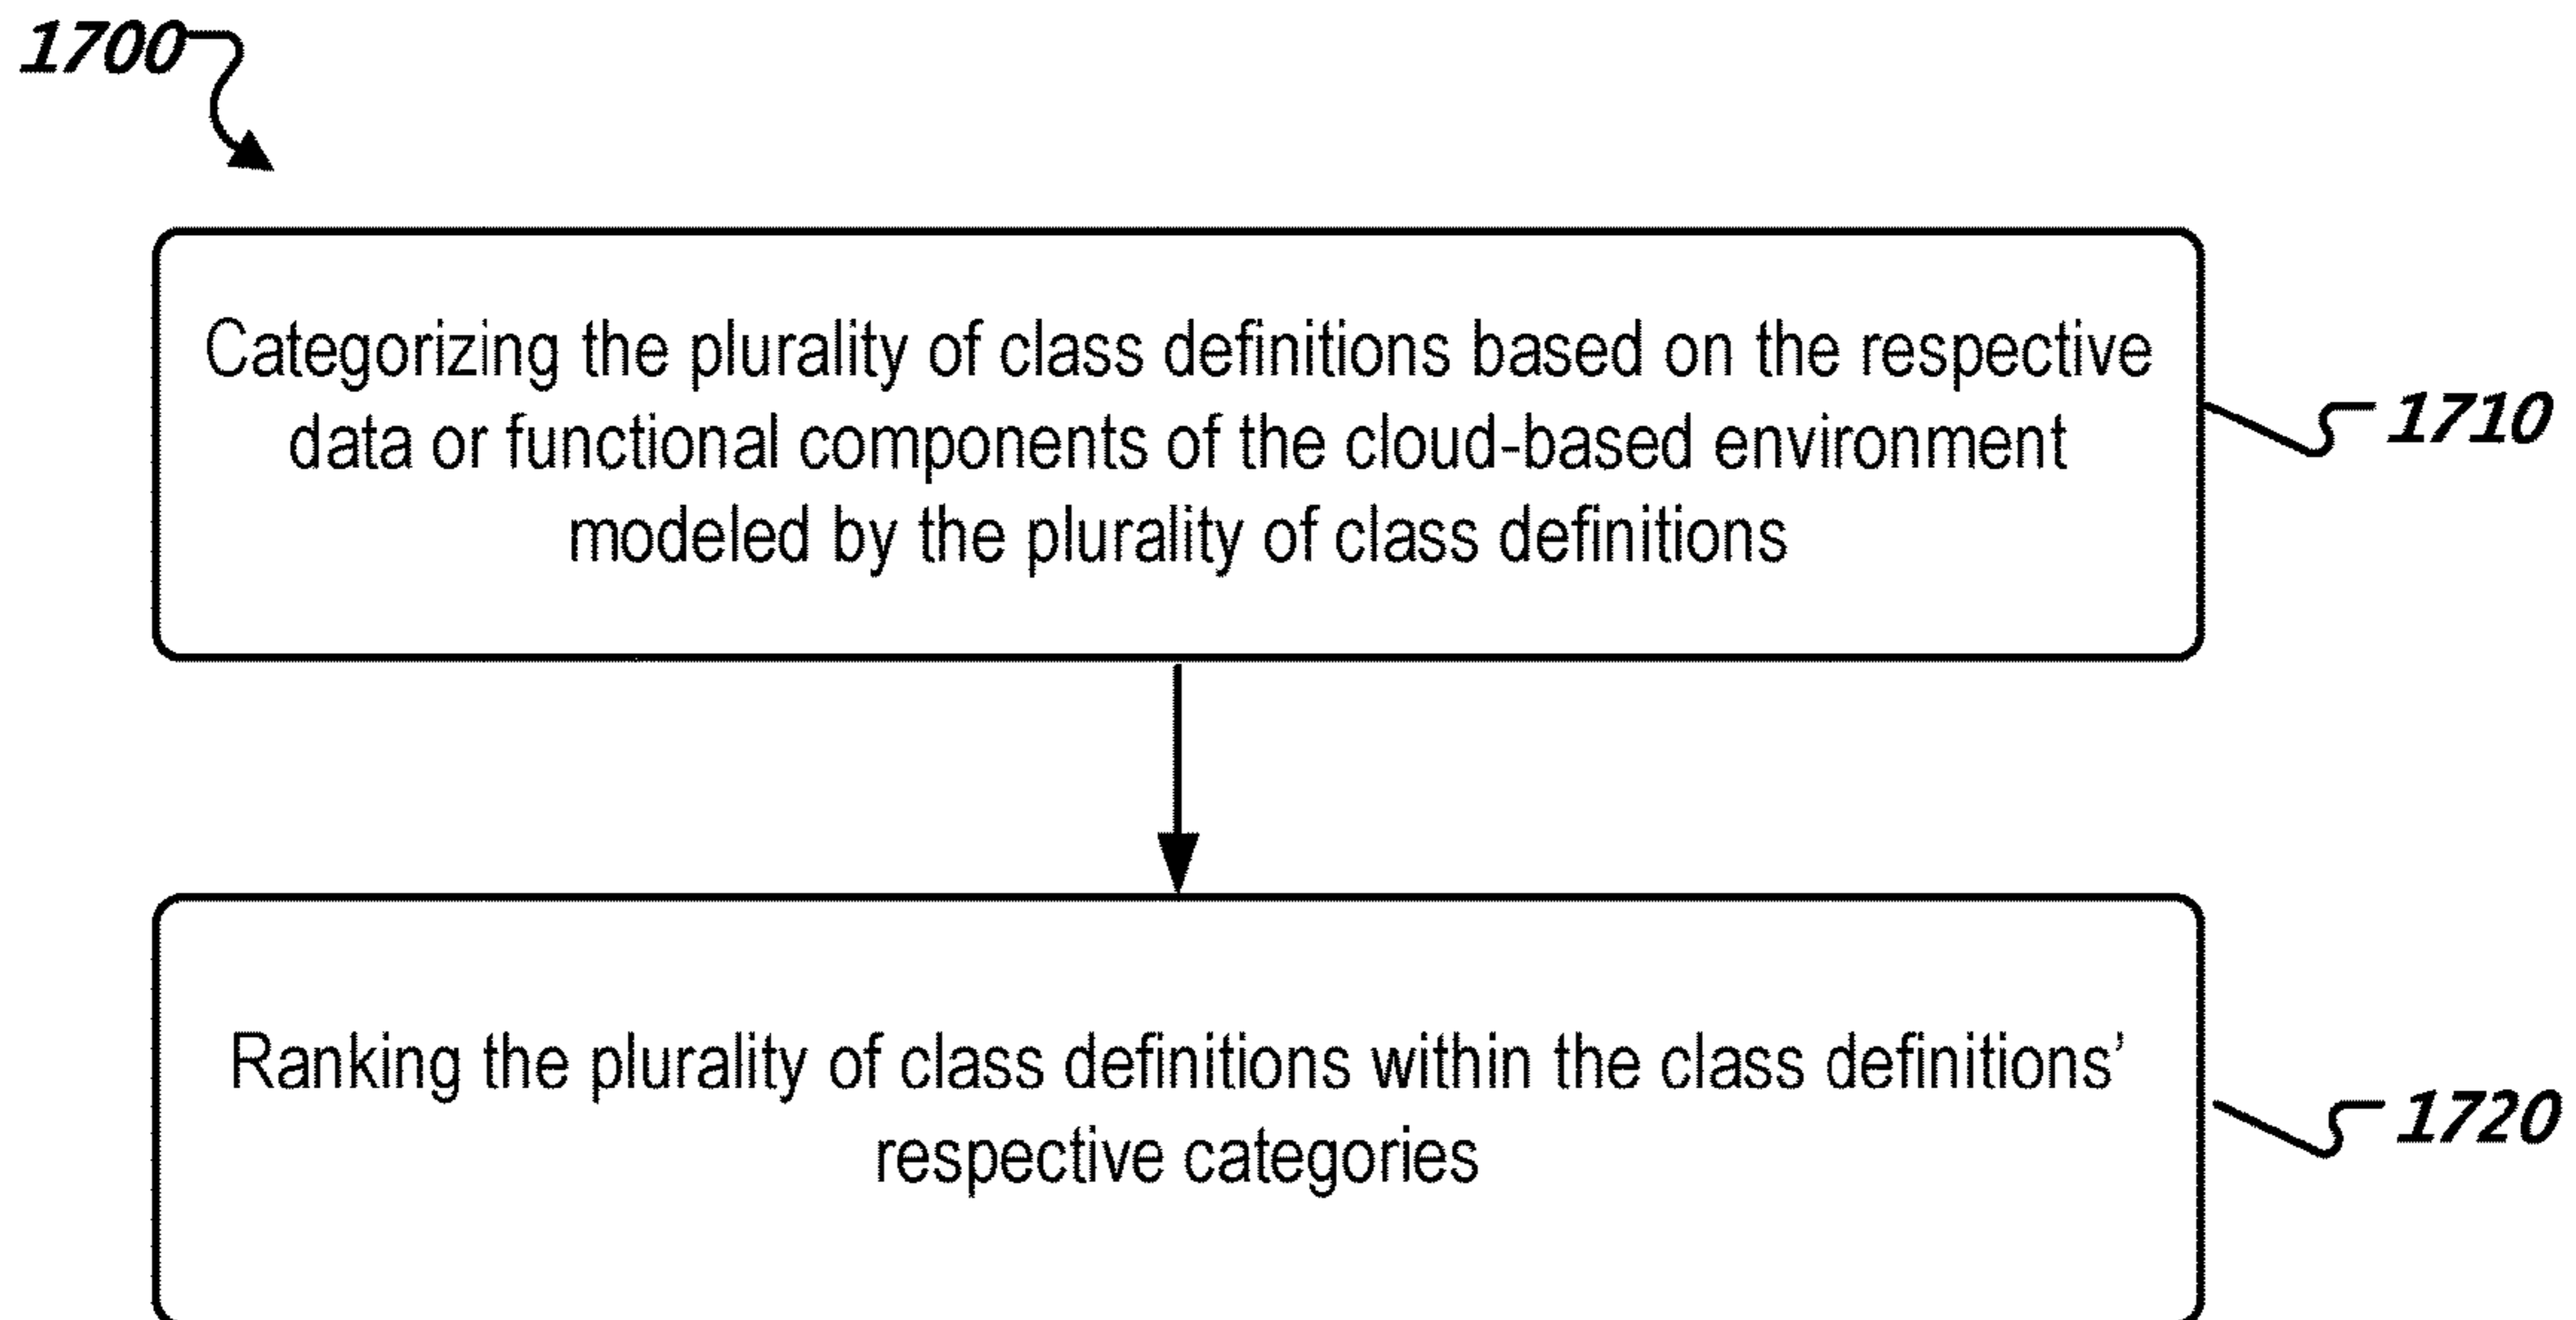 1700
Categorizing the plurality of class definitions based on the respective
data or functional components of the cloud-based environment
modeled by the plurality of class definitions
1710
Ranking the plurality of class definitions within the class definitions’
respective categories
1720